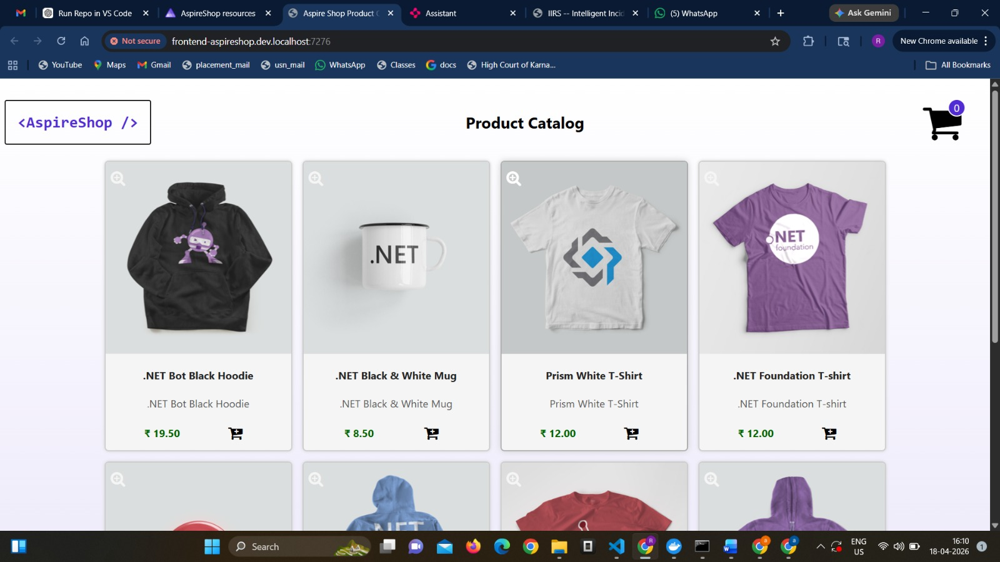 Run Repo in VS Code
AspireShop resources
Aspire Shop Product
Assistant
IIRS -- Intelligent Inci
(5) WhatsApp
Ask Gemini
Not secure
frontend-aspireshop.dev.localhost:7276
R
New Chrome available
YouTube
Maps
Gmail
placement_mail
usn_mail
WhatsApp
Classes
docs
High Court of Karna...
All Bookmarks
<AspireShop />
Product Catalog
0
.NET
.NET
foundation
.NET Bot Black Hoodie
.NET Black & White Mug
Prism White T-Shirt
.NET Foundation T-shirt
.NET Bot Black Hoodie
.NET Black & White Mug
Prism White T-Shirt
.NET Foundation T-shirt
₹ 19.50
₹ 8.50
₹ 12.00
₹ 12.00
.NET
Search
ENG
US
16:10
18-04-2026
1